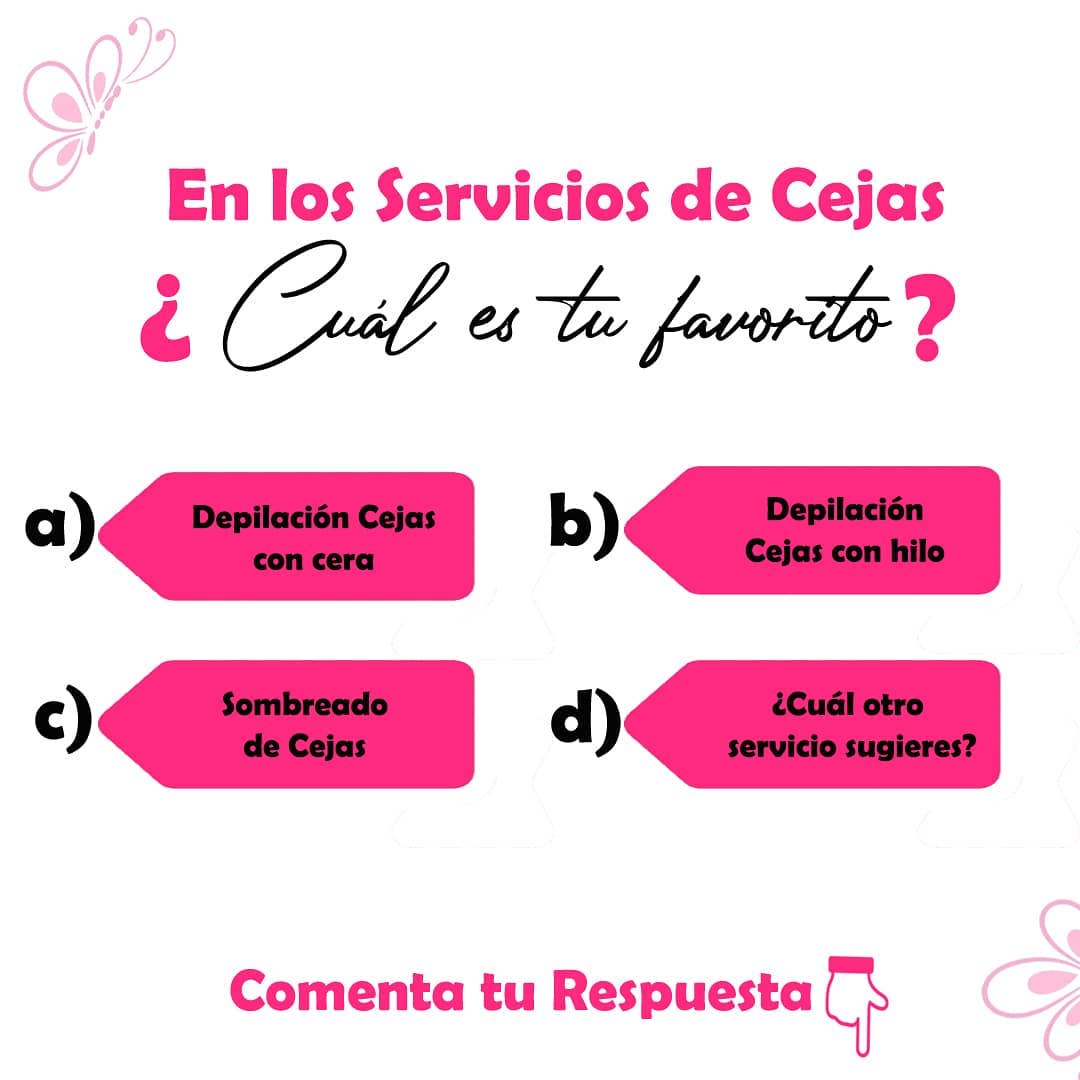 En los Servicios de Cejas
¿Cuál es tu favorito?
a) Depilación Cejas
con cera
b) Depilación
Cejas con hilo
c) Sombreado
de Cejas
d) ¿Cuál otro
servicio sugieres?
Comenta tu Respuesta